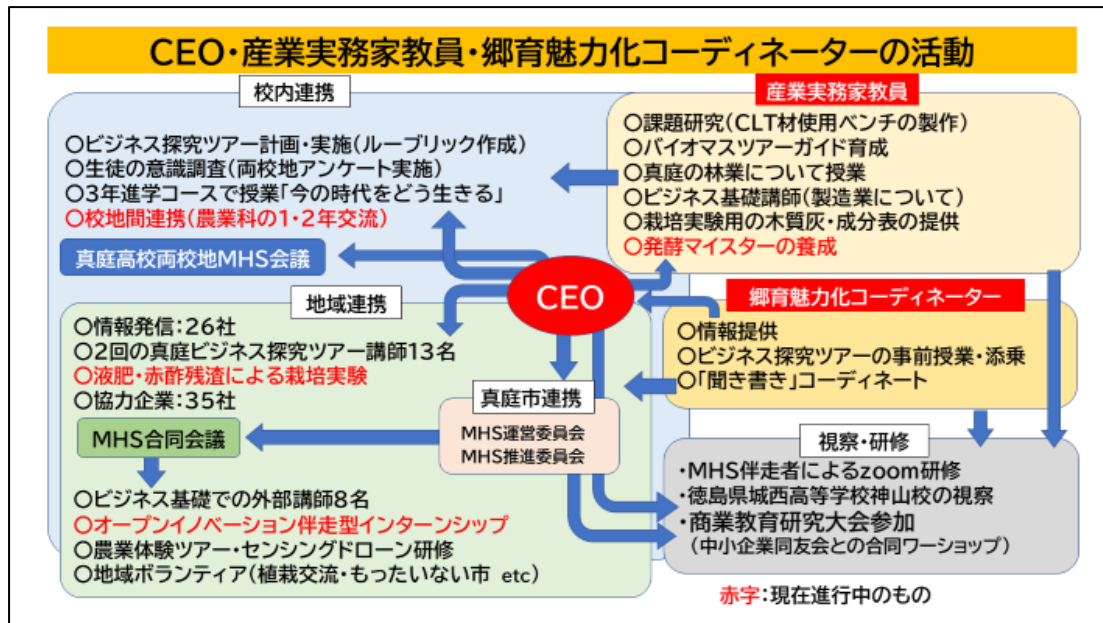 CEO・産業実務家教員・郷育魅力化コーディネーターの活動
校内連携
〇ビジネス探究ツアー計画・実施(ルーブリック作成)
〇生徒の意識調査(両校地アンケート実施)
〇3年進学コースで授業「今の時代をどう生きる」
〇校地間連携(農業科の1・2年交流)
真庭高校両校地MHS会議
産業実務家教員
〇課題研究(CLT材使用ベンチの製作)
〇バイオマスツアーガイド育成
〇真庭の林業について授業
〇ビジネス基礎講師(製造業について)
〇栽培実験用の木質灰・成分表の提供
〇発酵マイスターの養成
CEO
地域連携
〇情報発信:26社
〇2回の真庭ビジネス探究ツアー講師13名
〇液肥・赤酢残渣による栽培実験
〇協力企業:35社
MHS合同会議
〇ビジネス基礎での外部講師8名
〇オープンイノベーション伴走型インターンシップ
〇農業体験ツアー・センシングドローン研修
〇地域ボランティア(植栽交流・もったいない市 etc)
真庭市連携
MHS運営委員会
MHS推進委員会
郷育魅力化コーディネーター
〇情報提供
〇ビジネス探究ツアーの事前授業・添乗
〇「聞き書き」コーディネート
視察・研修
・MHS伴走者によるzoom研修
・徳島県城西高等学校神山校の視察
・商業教育研究大会参加
(中小企業同友会との合同ワーショップ)
赤字:現在進行中のもの